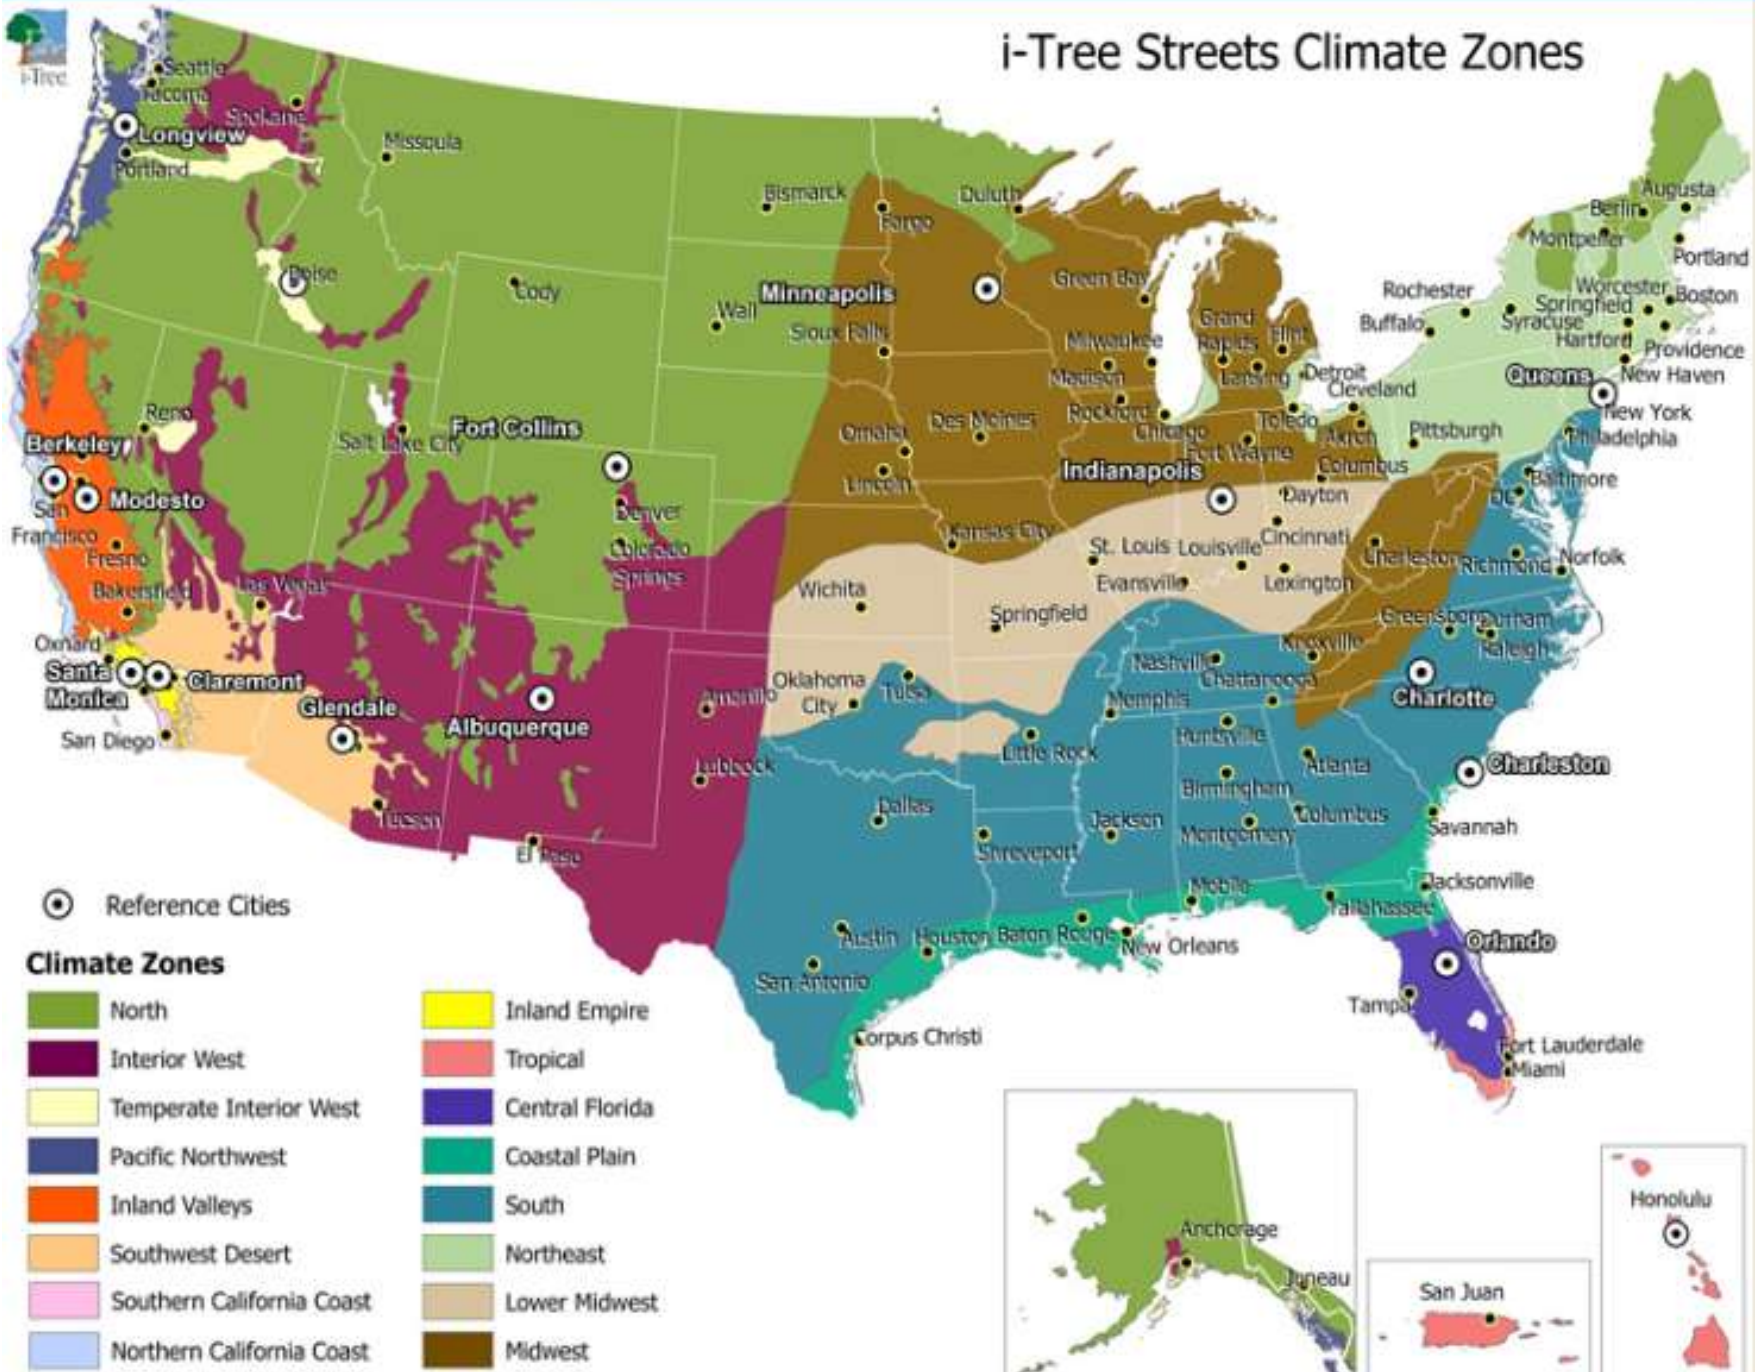 i-Tree Streets Climate Zones
i-Tree
Seattle
Tacoma
Spokane
Longview
Portland
Missoula
Bismarck
Fargo
Duluth
Augusta
Berlin
Montpelier
Portland
Boise
Cody
Wall
Minneapolis
Sioux Falls
Green Bay
Grand
Rapids
Flint
Milwaukee
Madison
Lansing
Detroit
Rochester
Buffalo
Syracuse
Worcester
Springfield
Boston
Hartford
Providence
New Haven
Queens
New York
Philadelphia
Cleveland
Rockford
Chicago
Toledo
Akron
Pittsburgh
Reno
Salt Lake City
Fort Collins
Omaha
Des Moines
Fort Wayne
Columbus
Indianapolis
Lincoln
Dayton
Baltimore
DC
Berkeley
Modesto
San
Francisco
Fresno
Bakersfield
Denver
Colorado
Springs
Kansas City
St. Louis
Louisville
Cincinnati
Charleston
Richmond
Norfolk
Evansville
Lexington
Las Vegas
Wichita
Springfield
Greensboro
Durham
Raleigh
Knoxville
Oxnard
Santa
Monica
Claremont
San Diego
Glendale
Albuquerque
Amarillo
Oklahoma
City
Tulsa
Nashville
Chattanooga
Memphis
Charlotte
Little Rock
Huntsville
Lubbock
Atlanta
Charleston
Birmingham
Tucson
El Paso
Dallas
Shreveport
Jackson
Montgomery
Columbus
Savannah
Mobile
Jacksonville
Tallahassee
Austin
Houston
Baton Rouge
New Orleans
San Antonio
Orlando
Tampa
Corpus Christi
Fort Lauderdale
Miami
Reference Cities
Climate Zones
North
Interior West
Temperate Interior West
Pacific Northwest
Inland Valleys
Southwest Desert
Southern California Coast
Northern California Coast
Inland Empire
Tropical
Central Florida
Coastal Plain
South
Northeast
Lower Midwest
Midwest
Anchorage
Juneau
San Juan
Honolulu